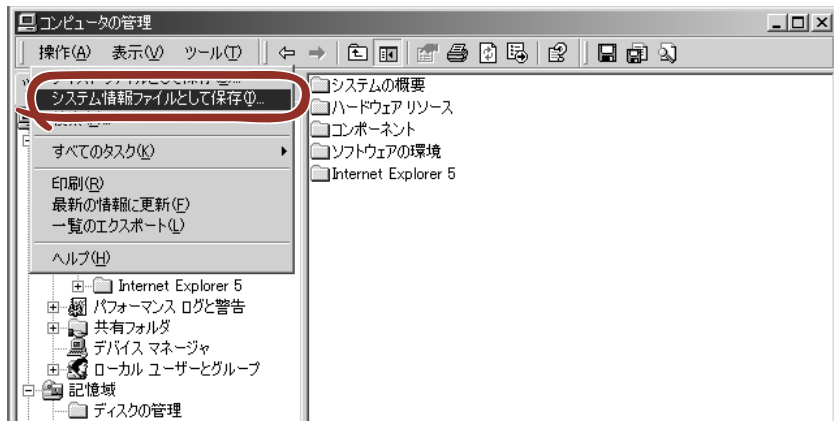 コンピュータの管理
操作(A) 表示(V) ツール(T)
システム情報ファイルとして保存(I)...
すべてのタスク(K)
印刷(R)
最新の情報に更新(F)
一覧のエクスポート(L)
ヘルプ(H)
Internet Explorer 5
パフォーマンス ログと警告
共有フォルダ
デバイス マネージャ
ローカル ユーザーとグループ
記憶域
ディスクの管理
システムの概要
ハードウェア リソース
コンポーネント
ソフトウェアの環境
Internet Explorer 5